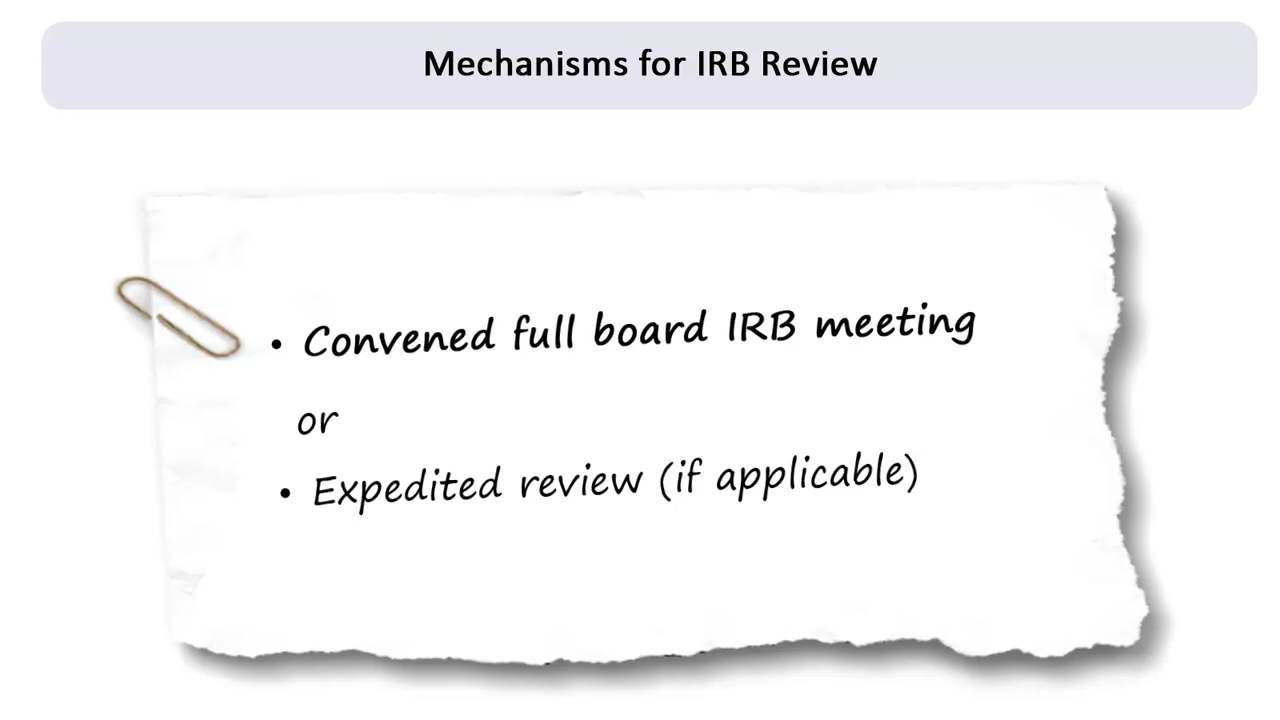 Mechanisms for IRB Review
• Convened full board IRB meeting
or
• Expedited review (if applicable)